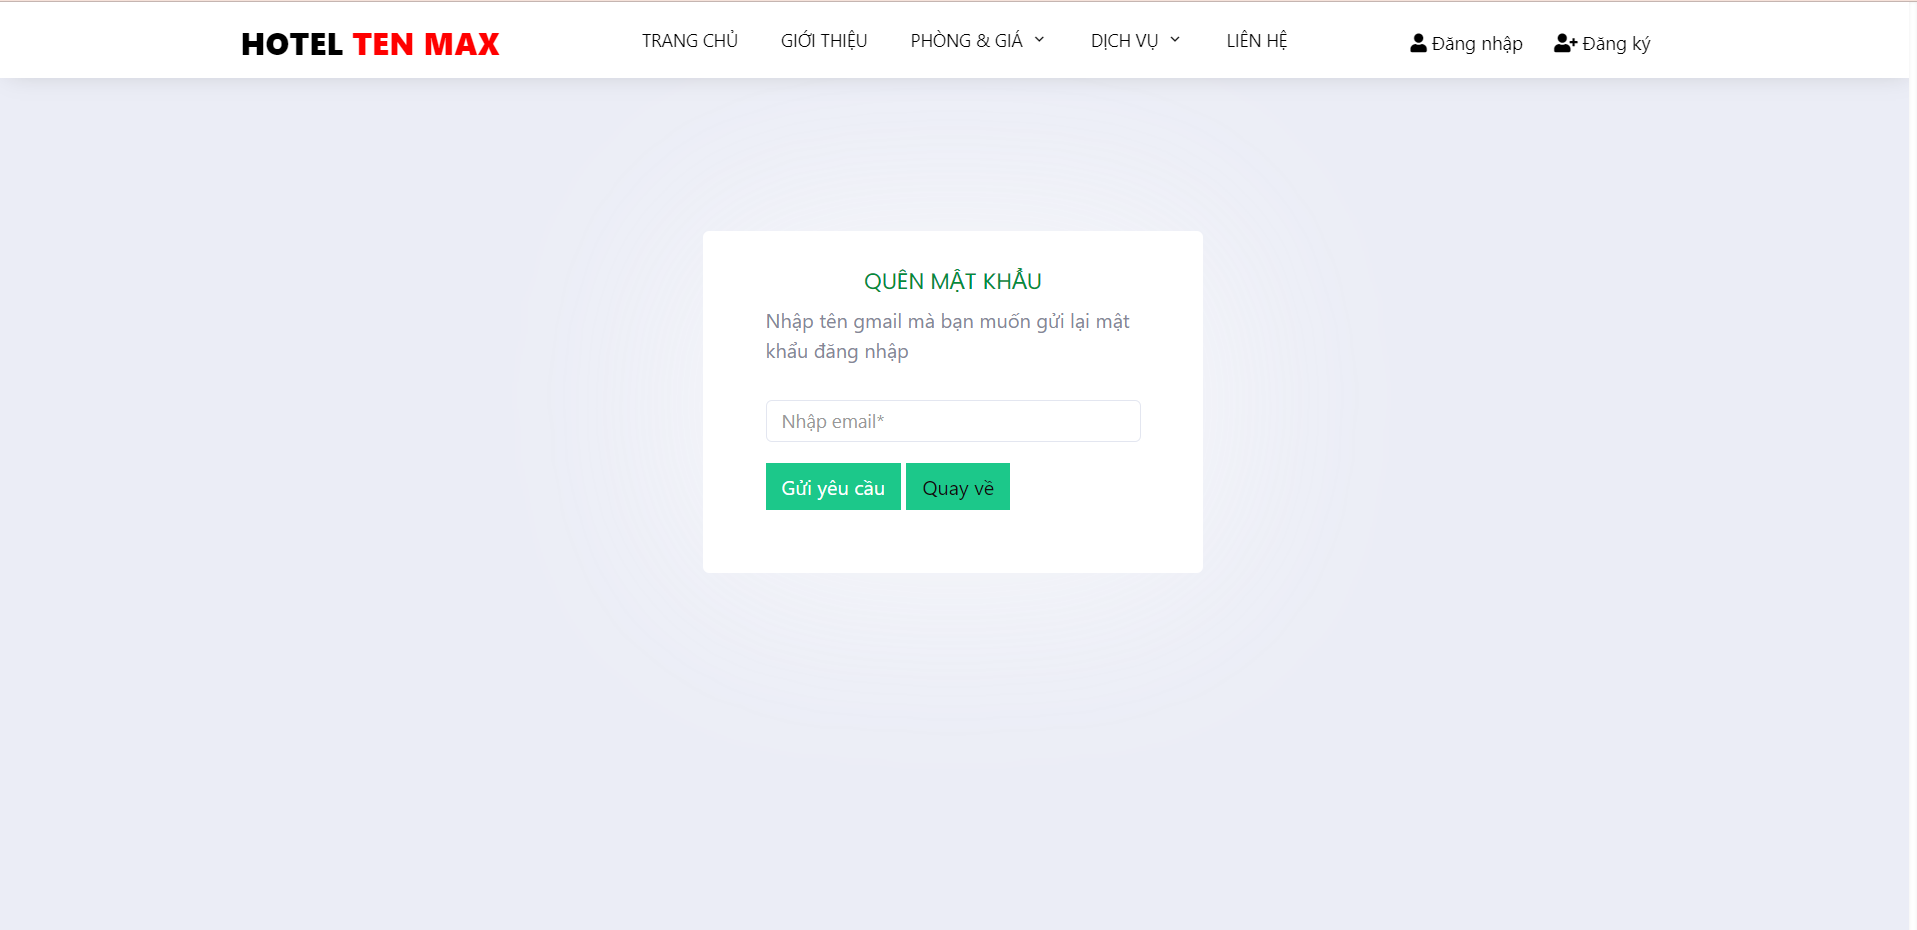 HOTEL TEN MAX
TRANG CHỦ
GIỚI THIỆU
PHÒNG & GIÁ
DỊCH VỤ
LIÊN HỆ
Đăng nhập
Đăng ký
QUÊN MẬT KHẨU
Nhập tên gmail mà bạn muốn gửi lại mật
khẩu đăng nhập
Nhập email*
Gửi yêu cầu
Quay về